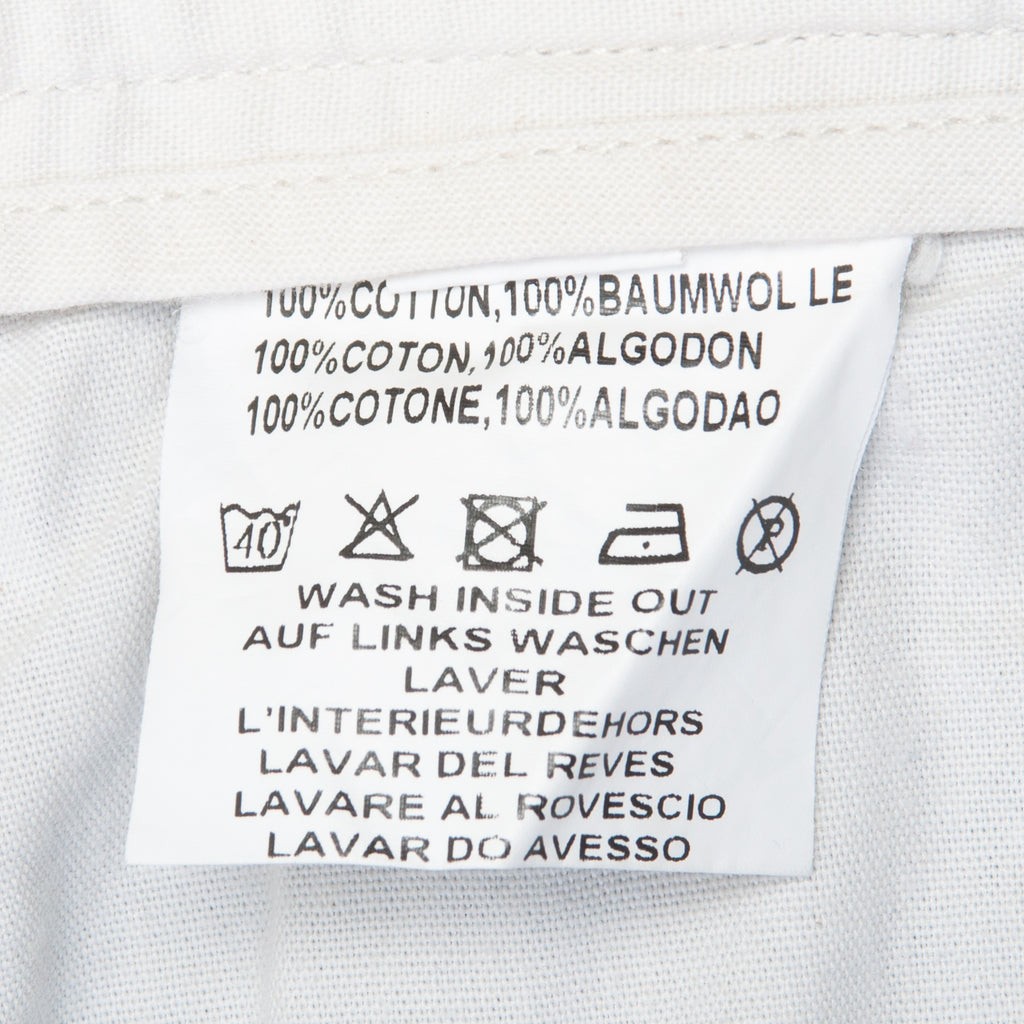 100%COTTON,100%BAUMWOL LE
100%COTON,100%ALGODON
100%COTONE,100%ALGODAO
40 P
WASH INSIDE OUT
AUF LINKS WASCHEN
LAVER
L'INTERIEURDEHORS
LAVAR DEL REVES
LAVARE AL ROVESCIO
LAVAR DO AVESSO